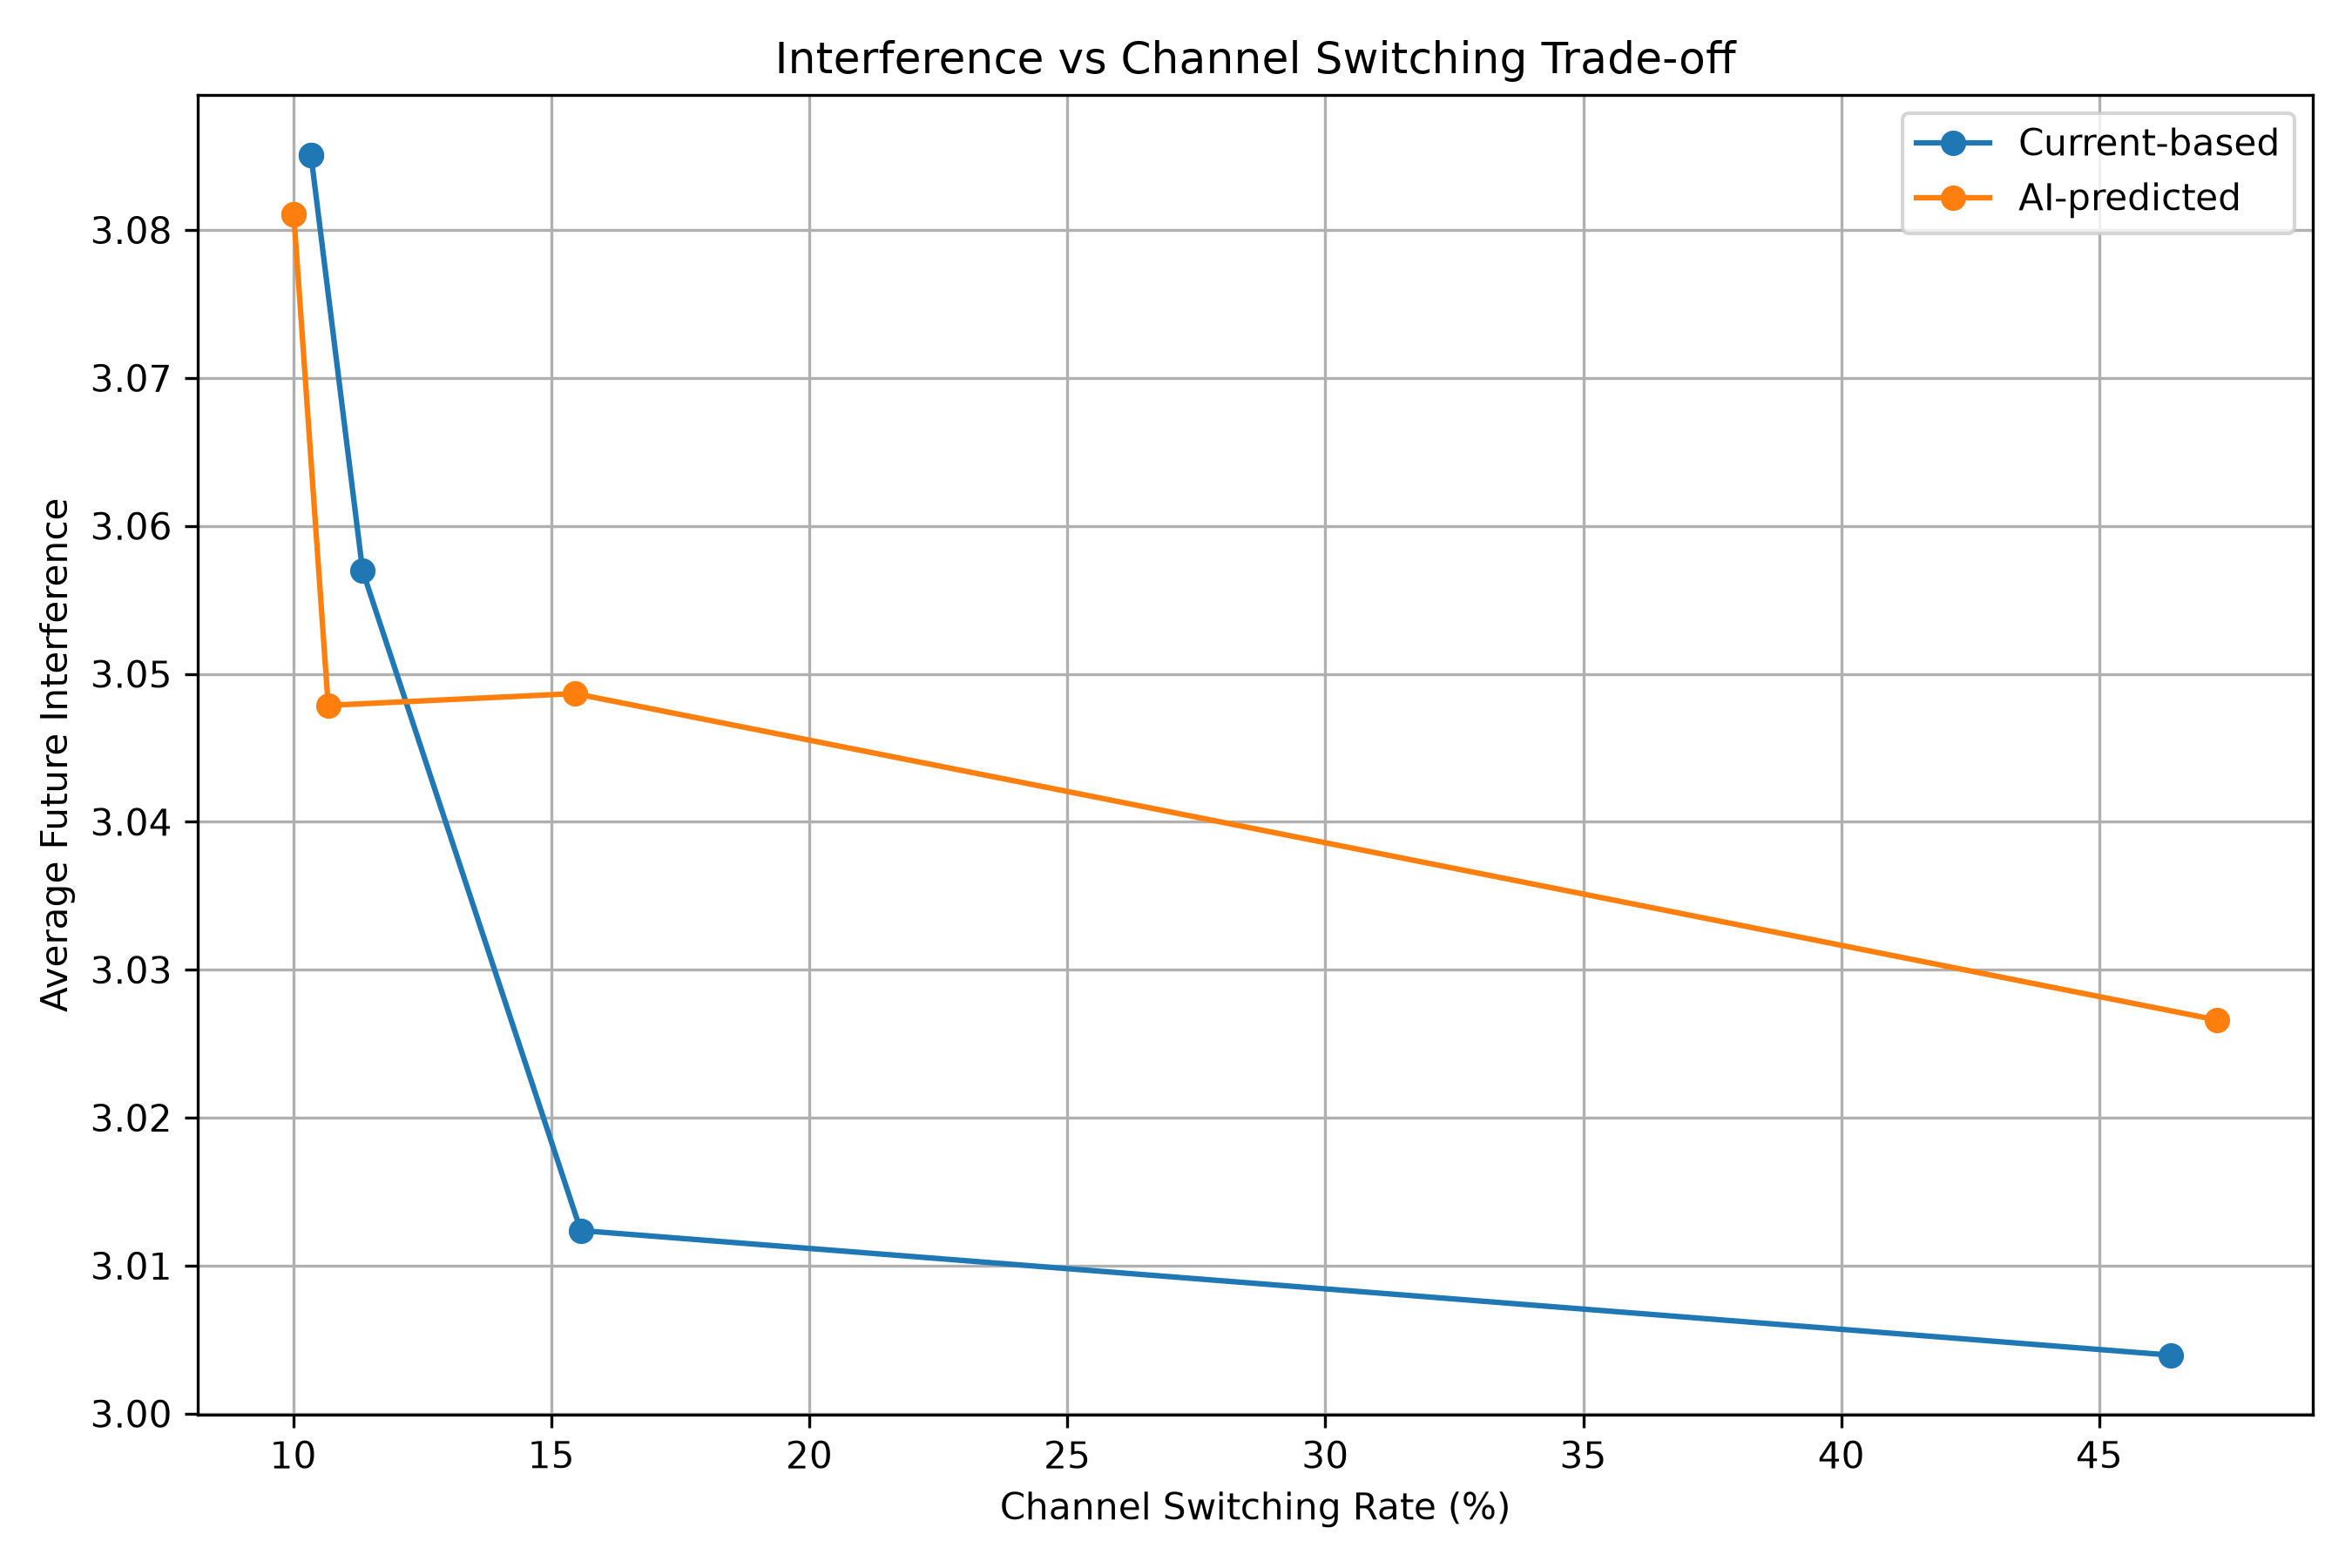 Interference vs Channel Switching Trade-off
Current-based
AI-predicted
Average Future Interference
3.08
3.07
3.06
3.05
3.04
3.03
3.02
3.01
3.00
10 15 20 25 30 35 40 45
Channel Switching Rate (%)